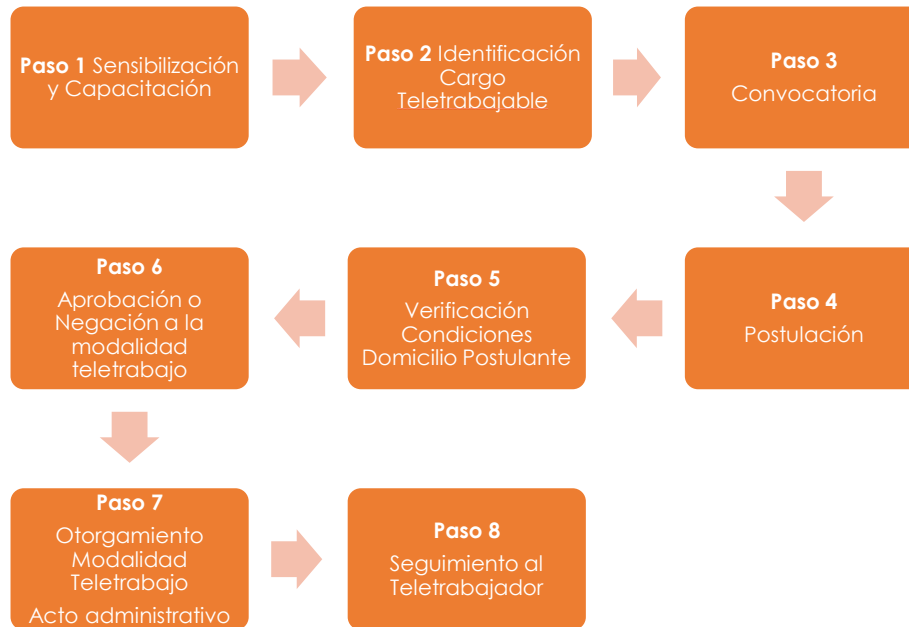 Paso 1 Sensibilización
y Capacitación
Paso 2 Identificación
Cargo
Teletrabajable
Paso 3
Convocatoria
Paso 4
Postulación
Paso 5
Verificación
Condiciones
Domicilio Postulante
Paso 6
Aprobación o
Negación a la
modalidad
teletrabajo
Paso 7
Otorgamiento
Modalidad
Teletrabajo
Acto administrativo
Paso 8
Seguimiento al
Teletrabajador